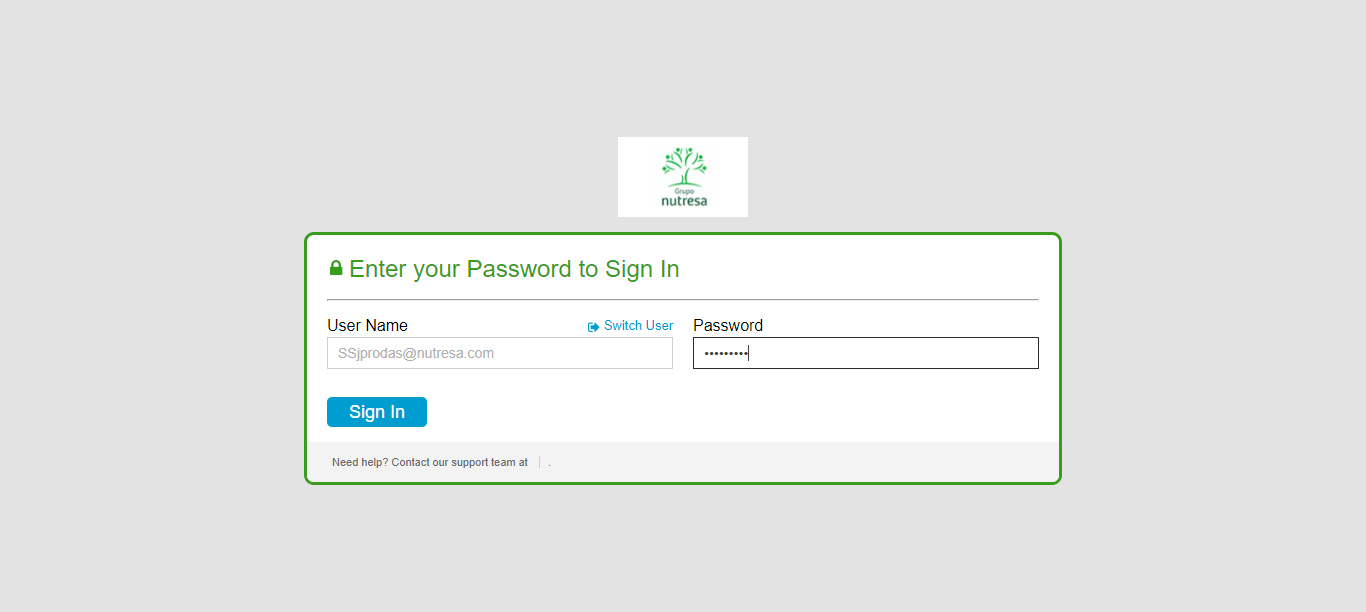 Grupo
nutresa
Enter your Password to Sign In
User Name
Switch User
Password
SSjprodas@nutresa.com
•••••••••
Sign In
Need help? Contact our support team at
.